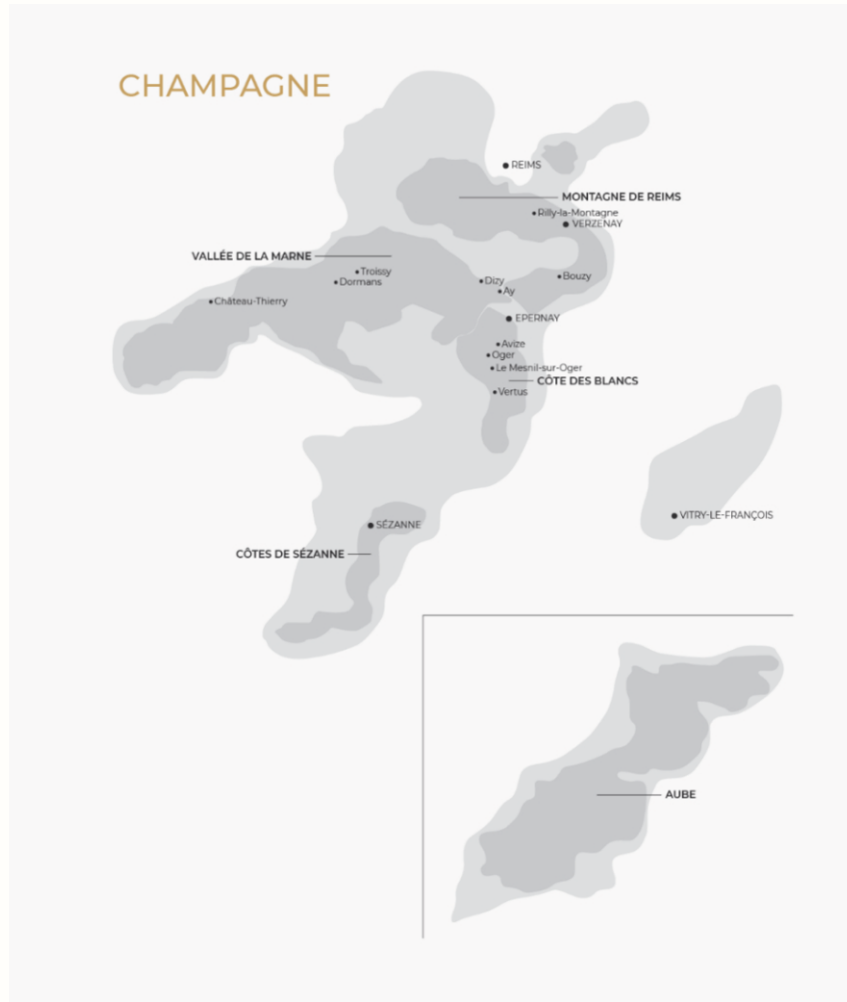 CHAMPAGNE
REIMS
MONTAGNE DE REIMS
Rilly-la-Montagne
VERZENAY
VALLÉE DE LA MARNE
Troissy
Dormans
Dizy
Bouzy
Ay
Château-Thierry
EPERNAY
Avize
Oger
Le Mesnil-sur-Oger
CÔTE DES BLANCS
Vertus
VITRY-LE-FRANÇOIS
SÉZANNE
CÔTES DE SÉZANNE
AUBE